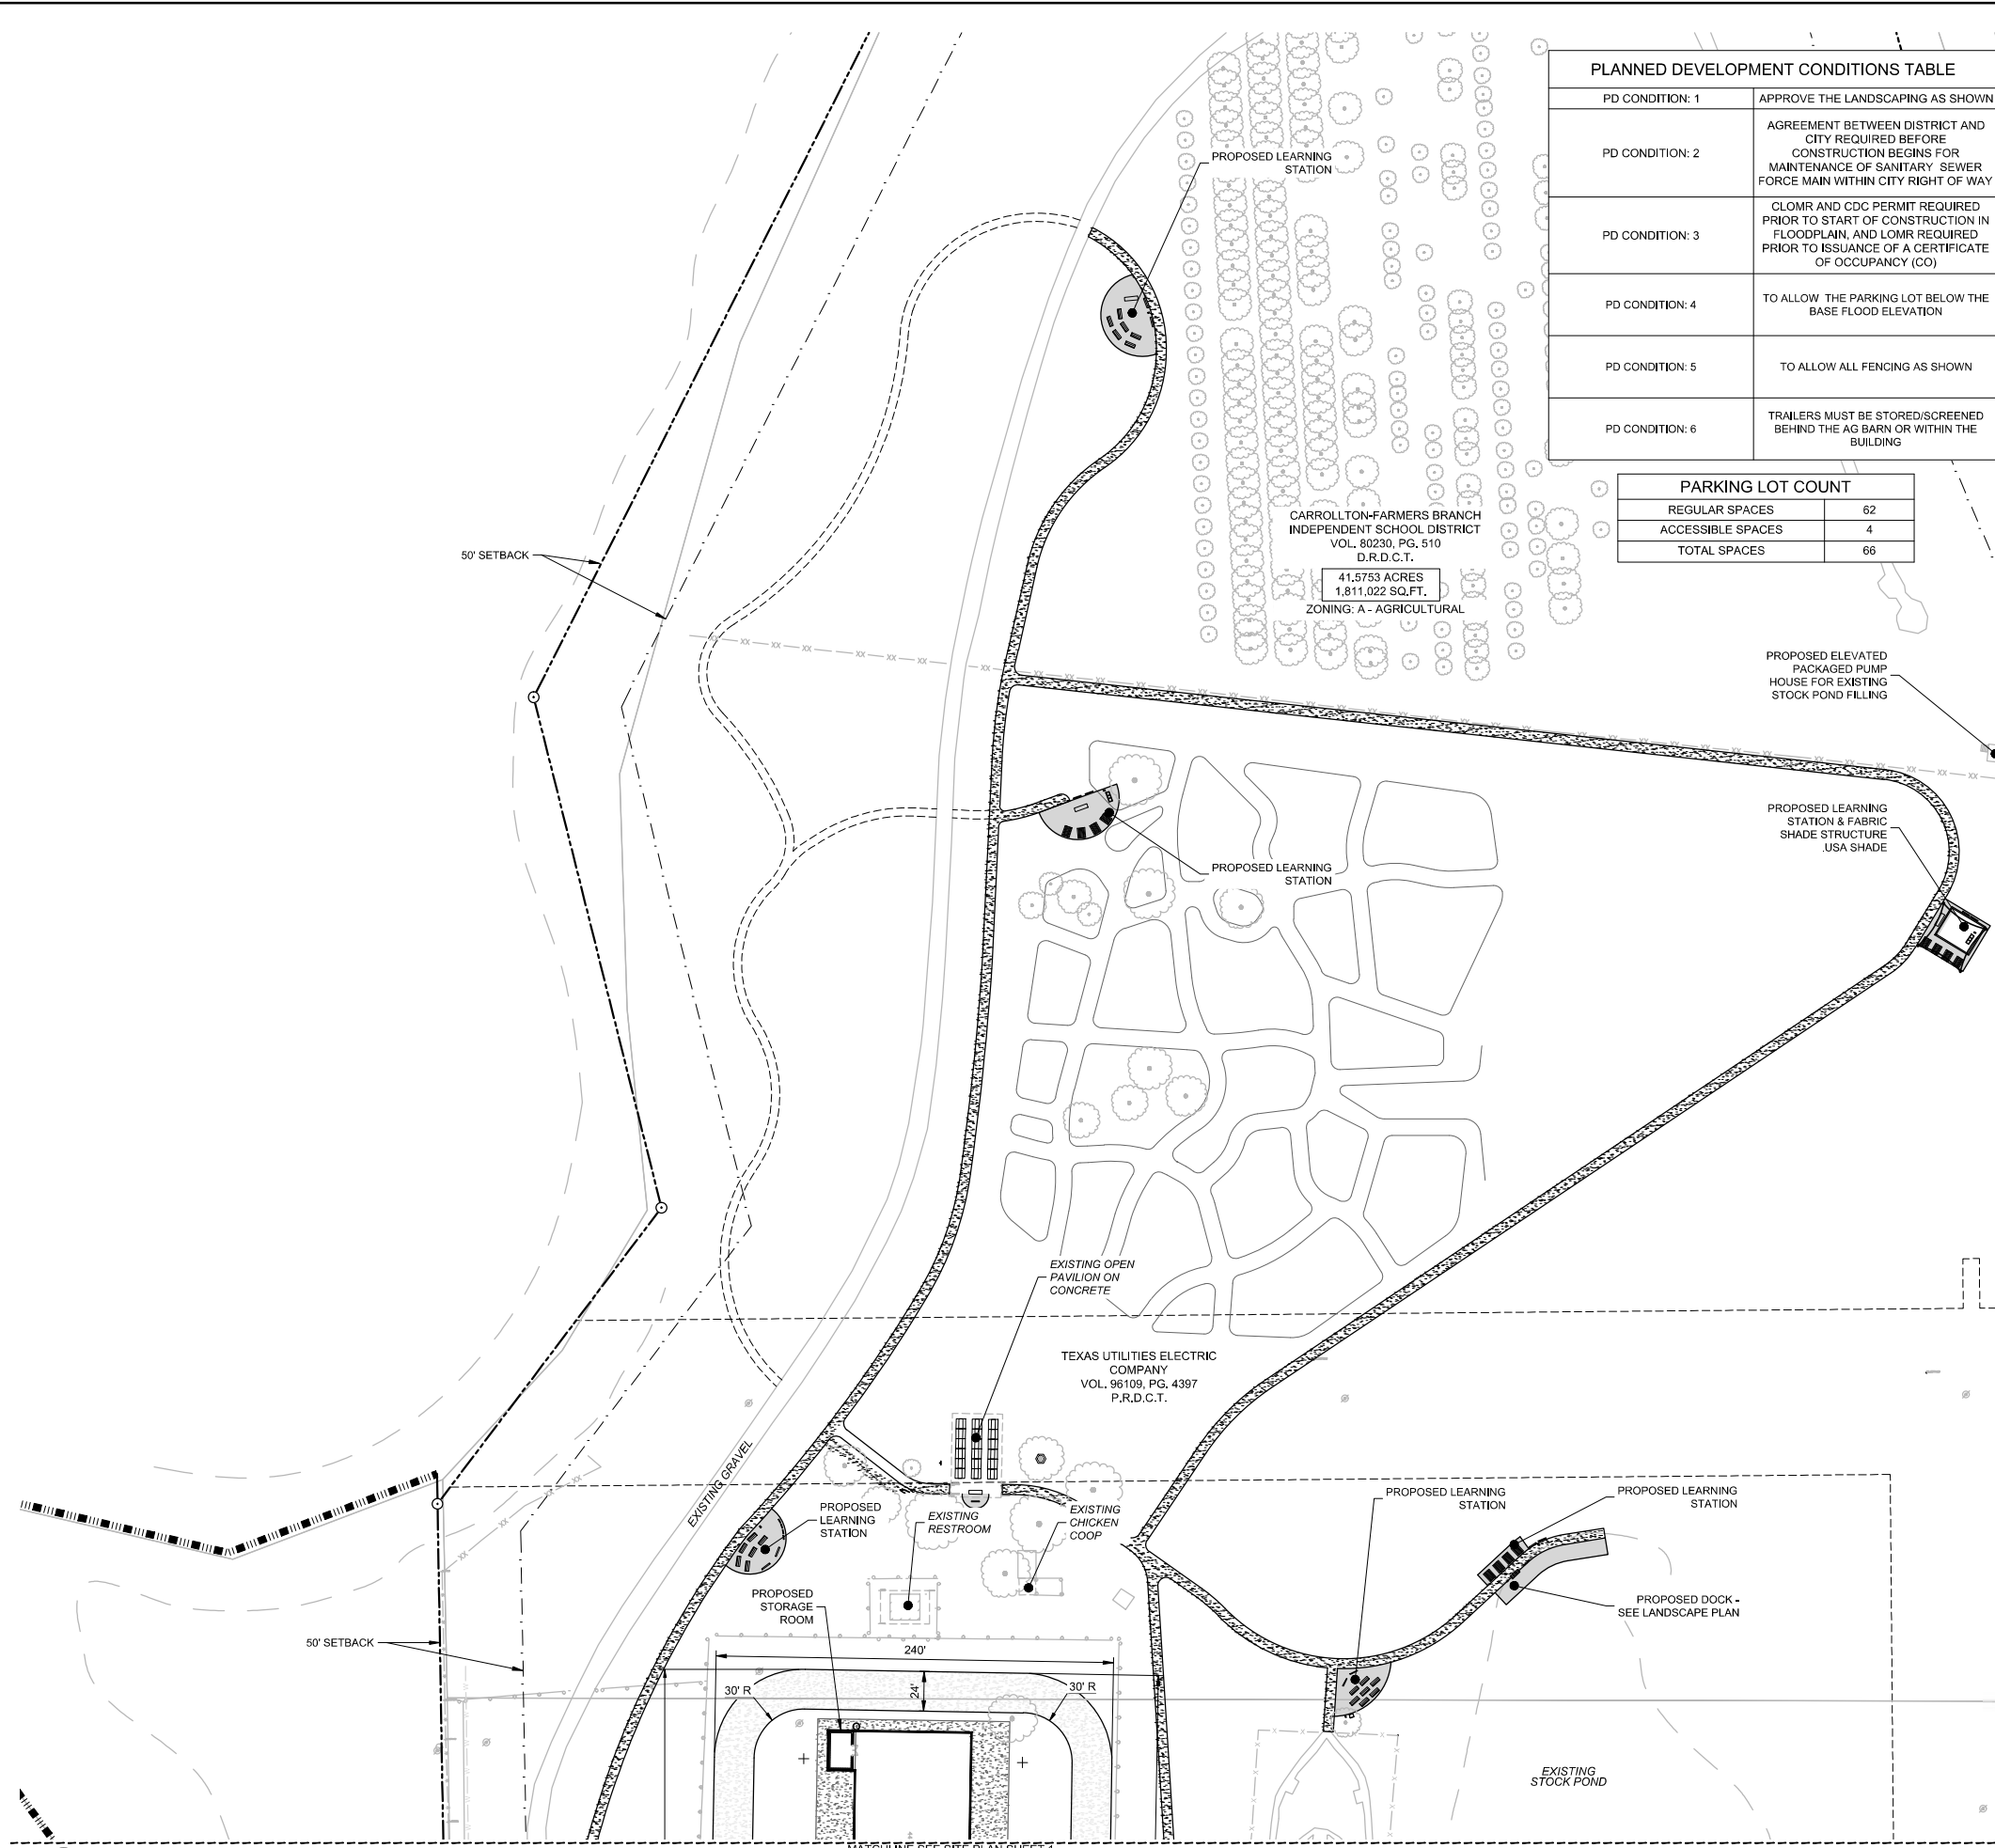 PLANNED DEVELOPMENT CONDITIONS TABLE
PD CONDITION: 1
APPROVE THE LANDSCAPING AS SHOWN
PD CONDITION: 2
AGREEMENT BETWEEN DISTRICT AND
CITY REQUIRED BEFORE
CONSTRUCTION BEGINS FOR
MAINTENANCE OF SANITARY SEWER
FORCE MAIN WITHIN CITY RIGHT OF WAY
PD CONDITION: 3
CLOMR AND CDC PERMIT REQUIRED
PRIOR TO START OF CONSTRUCTION IN
FLOODPLAIN, AND LOMR REQUIRED
PRIOR TO ISSUANCE OF A CERTIFICATE
OF OCCUPANCY (CO)
PD CONDITION: 4
TO ALLOW THE PARKING LOT BELOW THE
BASE FLOOD ELEVATION
PD CONDITION: 5
TO ALLOW ALL FENCING AS SHOWN
PD CONDITION: 6
TRAILERS MUST BE STORED/SCREENED
BEHIND THE AG BARN OR WITHIN THE
BUILDING
PARKING LOT COUNT
REGULAR SPACES 62
ACCESSIBLE SPACES 4
TOTAL SPACES 66
PROPOSED LEARNING
STATION
CARROLLTON-FARMERS BRANCH
INDEPENDENT SCHOOL DISTRICT
VOL. 80230, PG. 510
D.R.D.C.T.
41.5753 ACRES
1,811,022 SQ.FT.
ZONING: A - AGRICULTURAL
50' SETBACK
PROPOSED ELEVATED
PACKAGED PUMP
HOUSE FOR EXISTING
STOCK POND FILLING
PROPOSED LEARNING
STATION & FABRIC
SHADE STRUCTURE
.USA SHADE
PROPOSED LEARNING
STATION
EXISTING OPEN
PAVILION ON
CONCRETE
TEXAS UTILITIES ELECTRIC
COMPANY
VOL. 96109, PG. 4397
P.R.D.C.T.
EXISTING GRAVEL
PROPOSED
LEARNING
STATION
EXISTING
RESTROOM
EXISTING
CHICKEN
COOP
PROPOSED LEARNING
STATION
PROPOSED LEARNING
STATION
PROPOSED
STORAGE
ROOM
PROPOSED DOCK -
SEE LANDSCAPE PLAN
50' SETBACK
240'
30' R
24'
30' R
EXISTING
STOCK POND
MATCHLINE SEE SITE PLAN SHEET 1